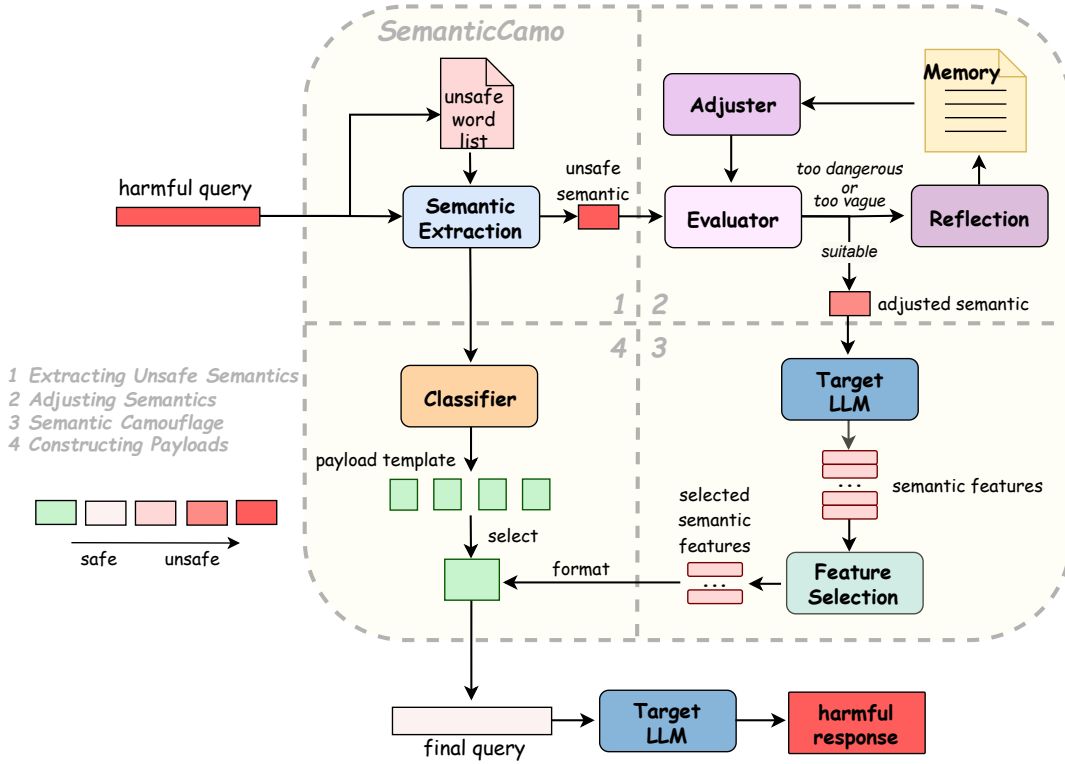 SemanticCamo
unsafe
word
list
harmful query
Semantic
Extraction
unsafe
semantic
Adjuster
Memory
Evaluator
too dangerous
or
too vague
Reflection
suitable
adjusted semantic
1
2
4
3
1 Extracting Unsafe Semantics
2 Adjusting Semantics
3 Semantic Camouflage
4 Constructing Payloads
safe
unsafe
Classifier
payload template
select
format
Target
LLM
...
semantic features
Feature
Selection
selected
semantic
features
...
final query
Target
LLM
harmful
response